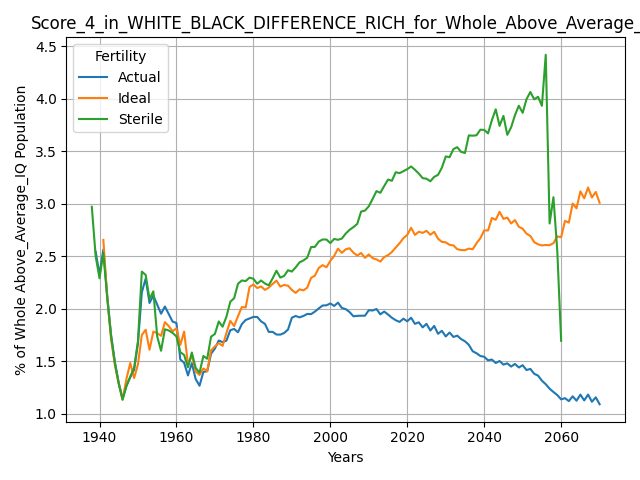 Score_4_in_WHITE_BLACK_DIFFERENCE_RICH_for_Whole_Above_Average_
4.5
4.0
3.5
3.0
2.5
2.0
1.5
1.0
% of Whole Above_Average_IQ Population
Fertility
Actual
Ideal
Sterile
1940
1960
1980
2000
2020
2040
2060
Years